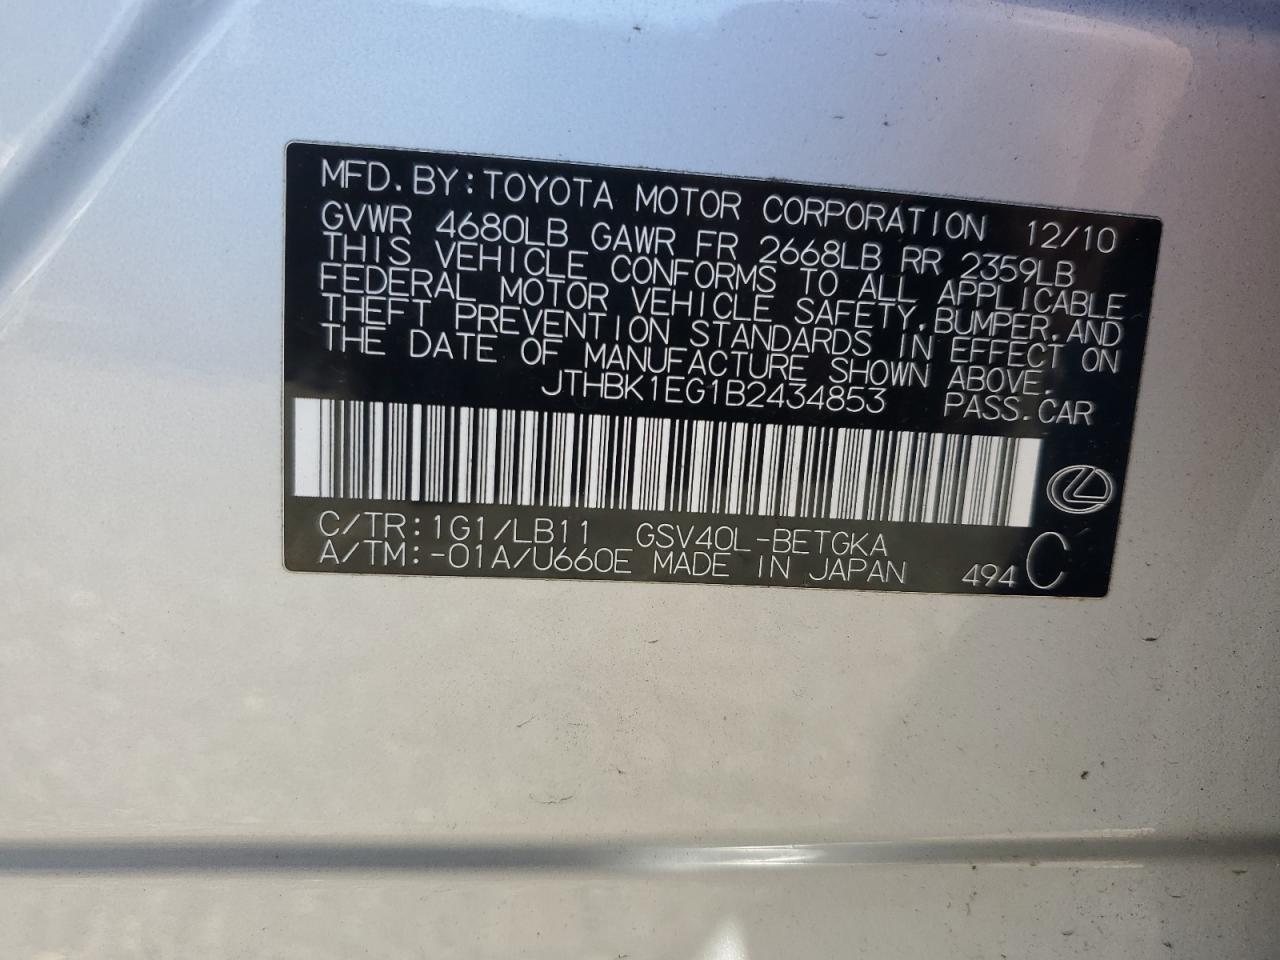 MFD. BY: TOYOTA MOTOR CORPORATION 12/10
GVWR 4680LB GAWR FR 2668LB RR 2359LB
THIS VEHICLE CONFORMS TO ALL APPLICABLE
FEDERAL MOTOR VEHICLE SAFETY, BUMPER, AND
THEFT PREVENTION STANDARDS IN EFFECT ON
THE DATE OF MANUFACTURE SHOWN ABOVE.
JTHBK1EG1B2434853 PASS. CAR
C/TR: 1G1/LB11 GSV40L-BETGKA
A/TM: -01A/U660E MADE IN JAPAN 494 C